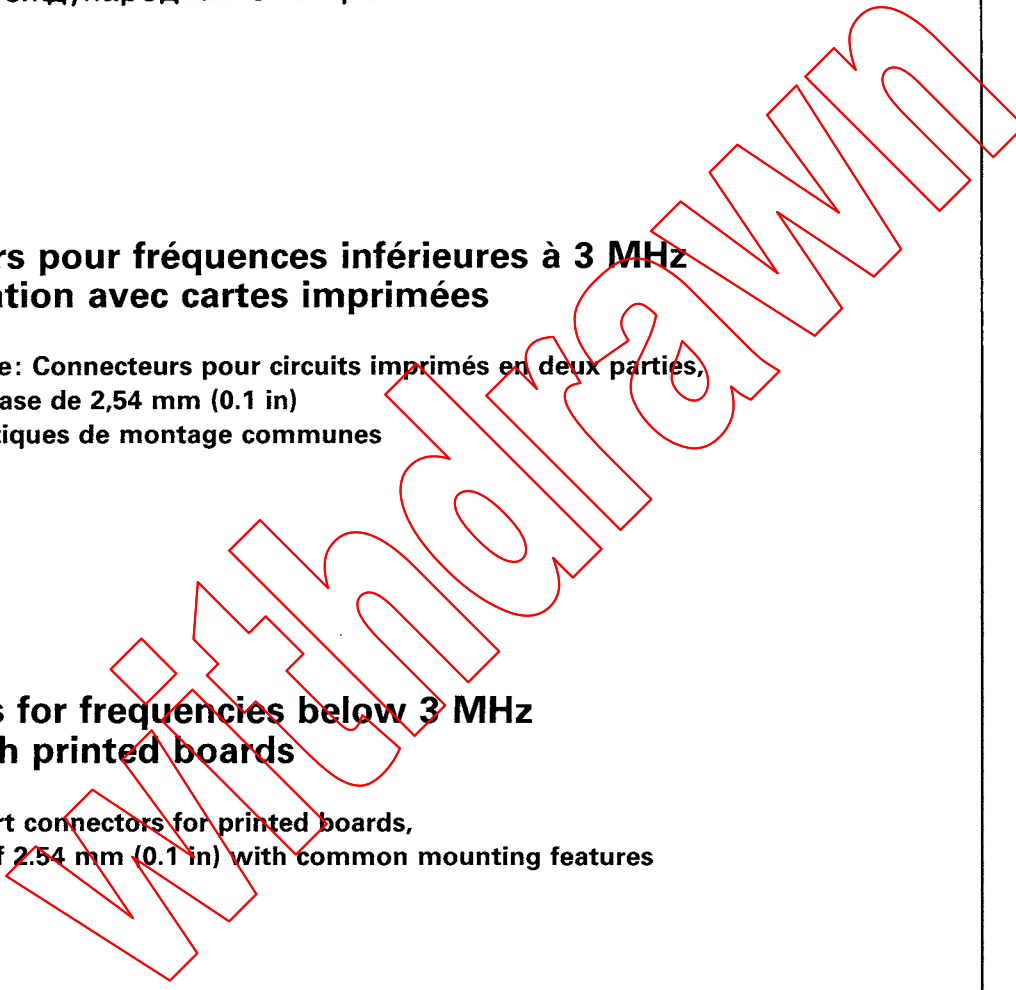 rs pour fréquences inférieures à 3 MHz
ation avec cartes imprimées
e: Connecteurs pour circuits imprimés en deux parties,
ase de 2,54 mm (0.1 in)
tiques de montage communes
s for frequencies below 3 MHz
h printed boards
rt connectors for printed boards,
f 2.54 mm (0.1 in) with common mounting features
withdrawn